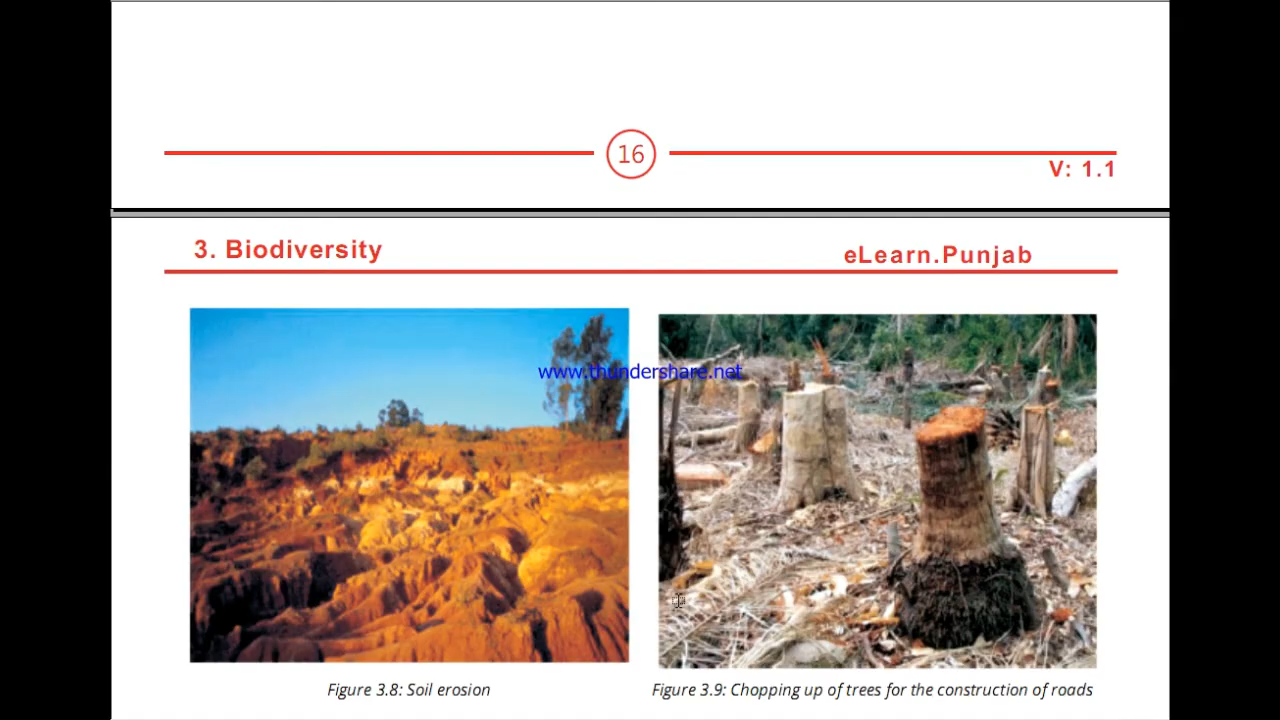 16
V: 1.1
3. Biodiversity
eLearn.Punjab
www.thundershare.net
Figure 3.8: Soil erosion
Figure 3.9: Chopping up of trees for the construction of roads